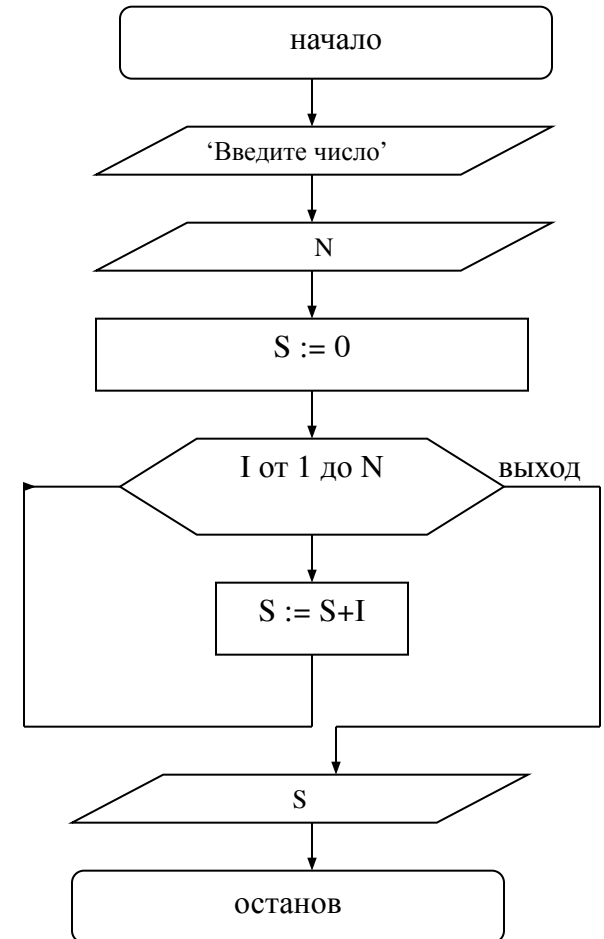 начало
‘Введите число’
N
S := 0
I от 1 до N
выход
S := S+I
S
останов